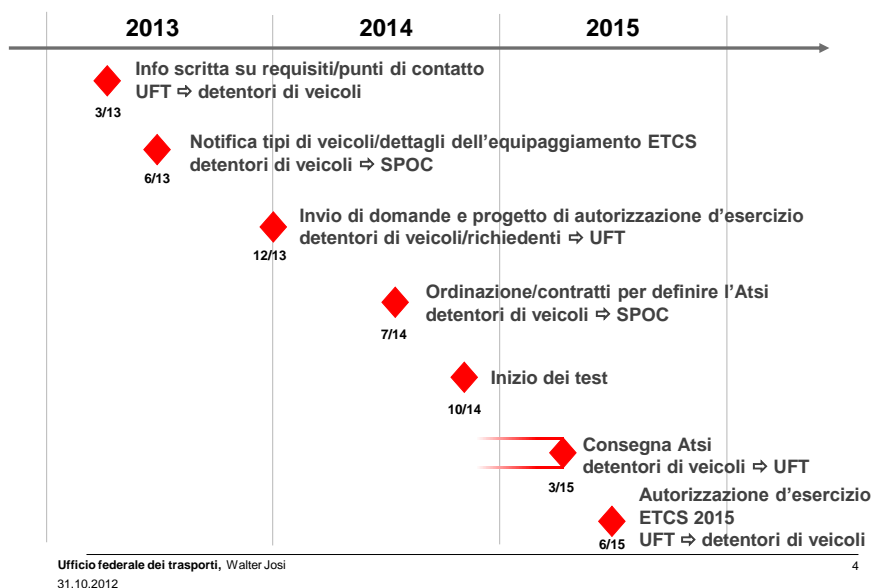 2013 2014 2015
Info scritta su requisiti/punti di contatto
UFT ⇨ detentori di veicoli
3/13
Notifica tipi di veicoli/dettagli dell'equipaggiamento ETCS
detentori di veicoli ⇨ SPOC
6/13
Invio di domande e progetto di autorizzazione d'esercizio
detentori di veicoli/richiedenti ⇨ UFT
12/13
Ordinazione/contratti per definire l'Atsi
detentori di veicoli ⇨ SPOC
7/14
Inizio dei test
10/14
Consegna Atsi
detentori di veicoli ⇨ UFT
3/15
Autorizzazione d'esercizio
ETCS 2015
UFT ⇨ detentori di veicoli
6/15
Ufficio federale dei trasporti, Walter Josi 4
31.10.2012